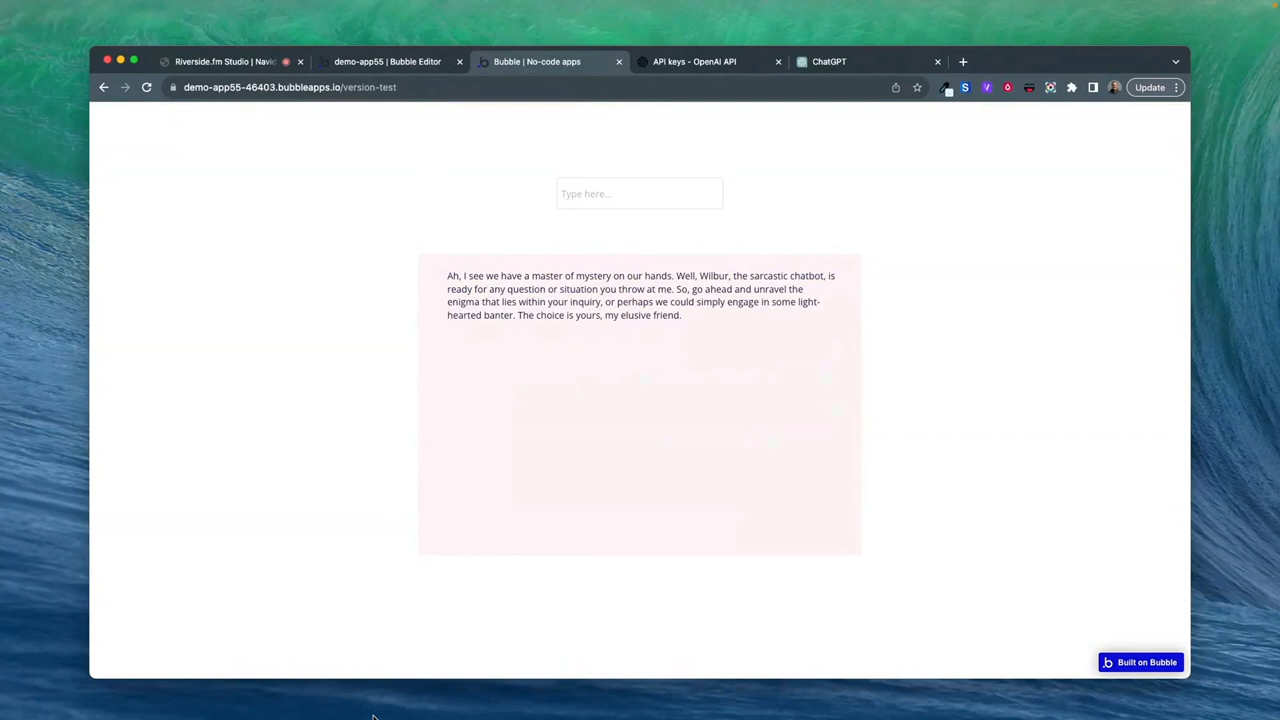 Riverside.fm Studio | Navid
demo-app55 | Bubble Editor
Bubble | No-code apps
API keys - OpenAI API
ChatGPT
demo-app55-46403.bubbleapps.io/version-test
Update
Type here...
Ah, I see we have a master of mystery on our hands. Well, Wilbur, the sarcastic chatbot, is
ready for any question or situation you throw at me. So, go ahead and unravel the
enigma that lies within your inquiry, or perhaps we could simply engage in some light-
hearted banter. The choice is yours, my elusive friend.
Built on Bubble